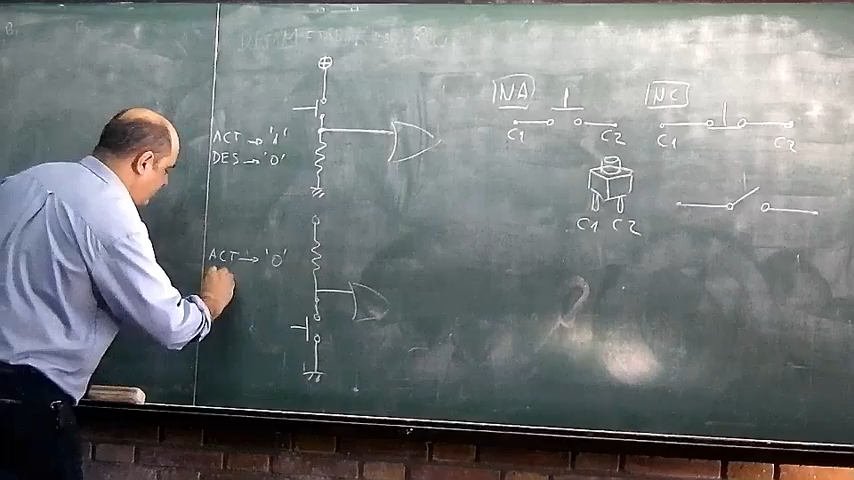 ACT → '1'
DES → '0'
ACT → '0'
NA
C1 C2
NC
C1 C2
C1 C2